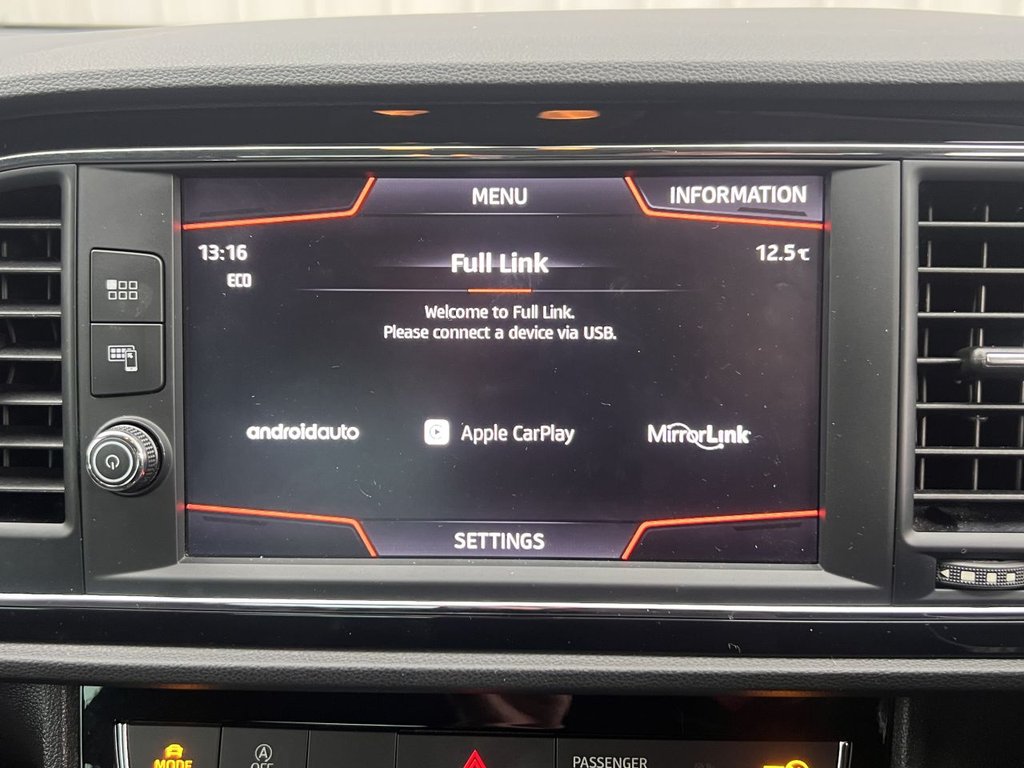 MENU
INFORMATION
13:16
12.5℃
ECO
Full Link
Welcome to Full Link.
Please connect a device via USB.
androidauto
Apple CarPlay
MirrorLink
SETTINGS
MODE
A
OFF
PASSENGER